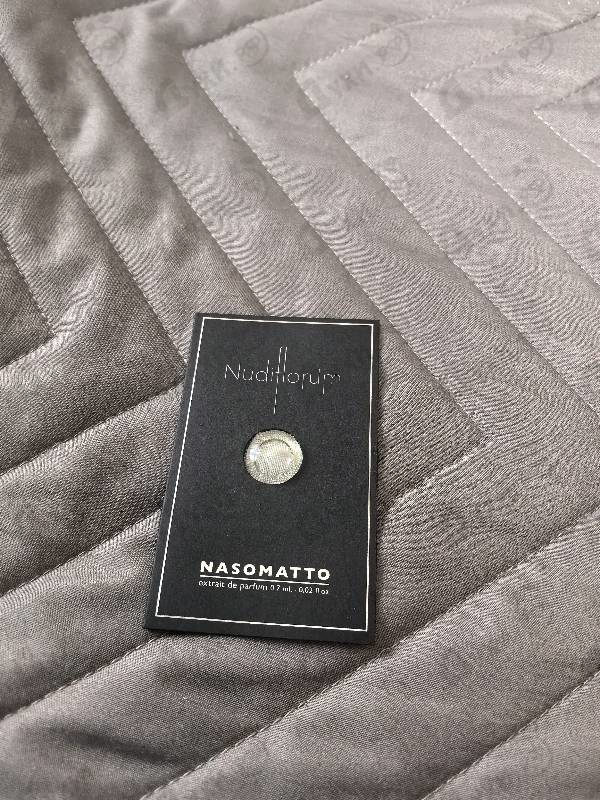 Nudiflorum
NASOMATTO
extrait de parfum 0.7 ml. - 0,02 fl oz